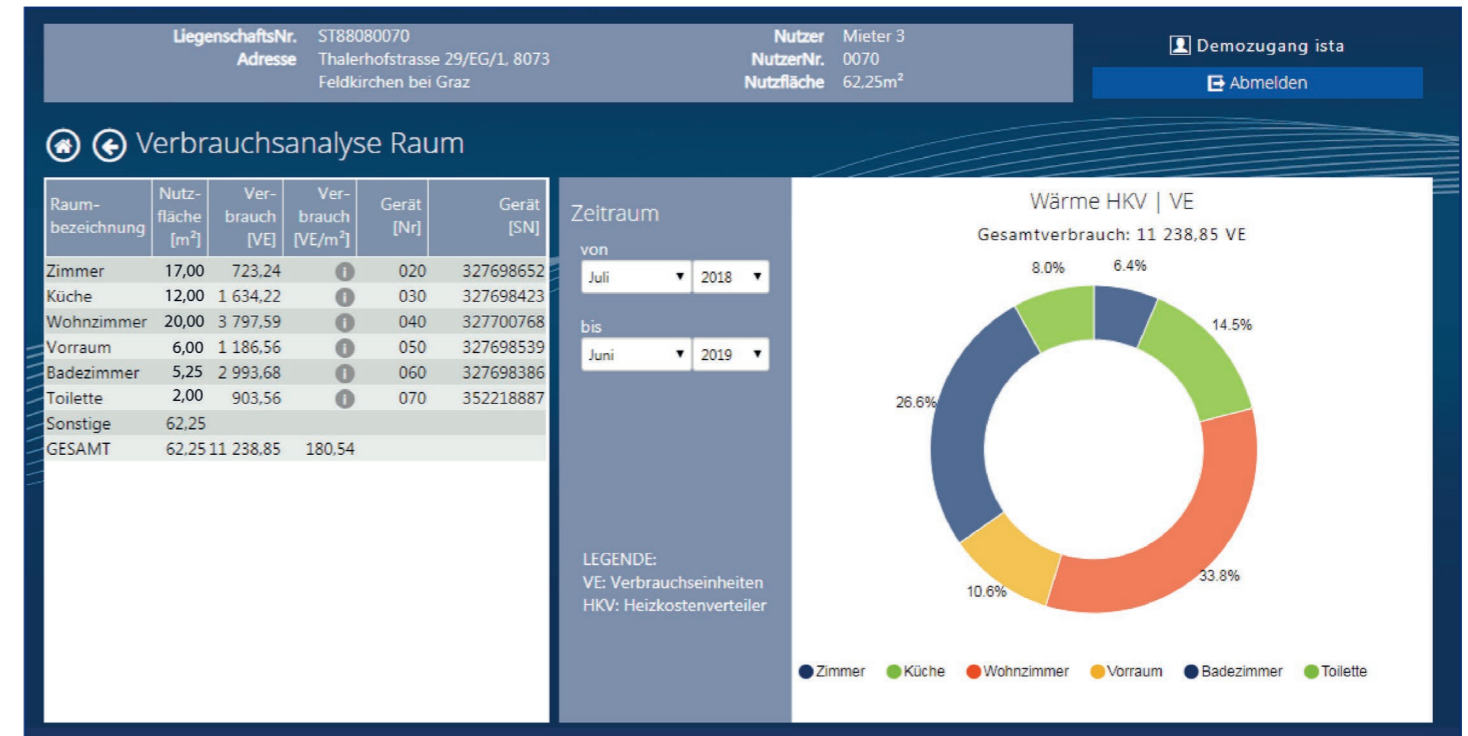 LiegenschaftsNr. ST88080070
Adresse Thalerhofstrasse 29/EG/1, 8073
Feldkirchen bei Graz
Nutzer Mieter 3
NutzerNr. 0070
Nutzfläche 62,25m²
Demozugang ista
Abmelden
Verbrauchsanalyse Raum
Raum-
bezeichnung
Nutz-
fläche
[m²]
Ver-
brauch
[VE]
Ver-
brauch
[VE/m²]
Gerät
[Nr]
Gerät
[SN]
Zimmer 17,00 723,24 i 020 327698652
Küche 12,00 1 634,22 i 030 327698423
Wohnzimmer 20,00 3 797,59 i 040 327700768
Vorraum 6,00 1 186,56 i 050 327698539
Badezimmer 5,25 2 993,68 i 060 327698386
Toilette 2,00 903,56 i 070 352218887
Sonstige 62,25
GESAMT 62,25 11 238,85 180,54
Zeitraum
von
Juli 2018
bis
Juni 2019
LEGENDE:
VE: Verbrauchseinheiten
HKV: Heizkostenverteiler
Wärme HKV | VE
Gesamtverbrauch: 11 238,85 VE
8.0% 6.4%
14.5%
26.6%
33.8%
10.6%
Zimmer Küche Wohnzimmer Vorraum Badezimmer Toilette